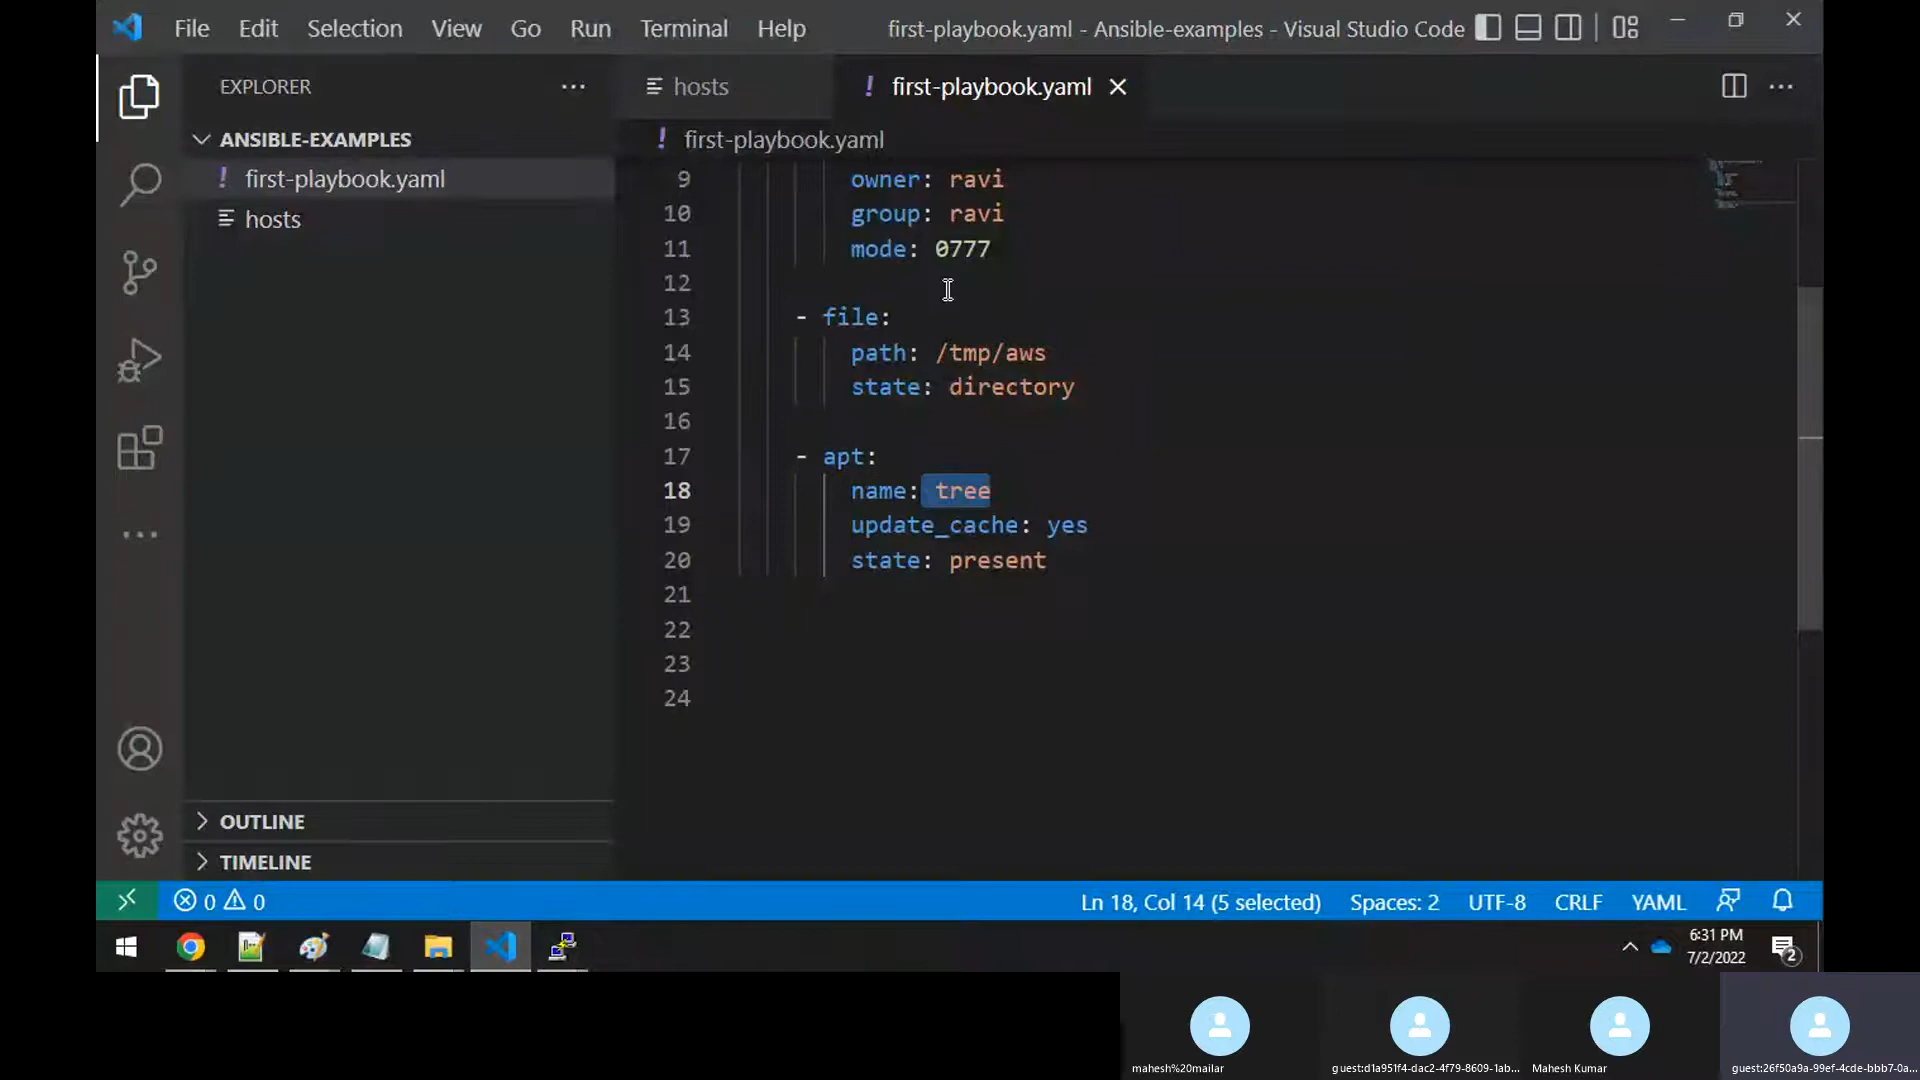 File Edit Selection View Go Run Terminal Help first-playbook.yaml - Ansible-examples - Visual Studio Code
EXPLORER ...
hosts
! first-playbook.yaml
ANSIBLE-EXAMPLES
! first-playbook.yaml
! first-playbook.yaml
hosts
9 owner: ravi
10 group: ravi
11 mode: 0777
12
13 - file:
14 path: /tmp/aws
15 state: directory
16
17 - apt:
18 name: tree
19 update_cache: yes
20 state: present
21
22
23
24
OUTLINE
TIMELINE
0 0 Ln 18, Col 14 (5 selected) Spaces: 2 UTF-8 CRLF YAML
6:31 PM
7/2/2022
2
mahesh%20mailar
guest:d1a951f4-dac2-4f79-8609-1ab...
Mahesh Kumar
guest:26f50a9a-99ef-4cde-bbb7-0a...